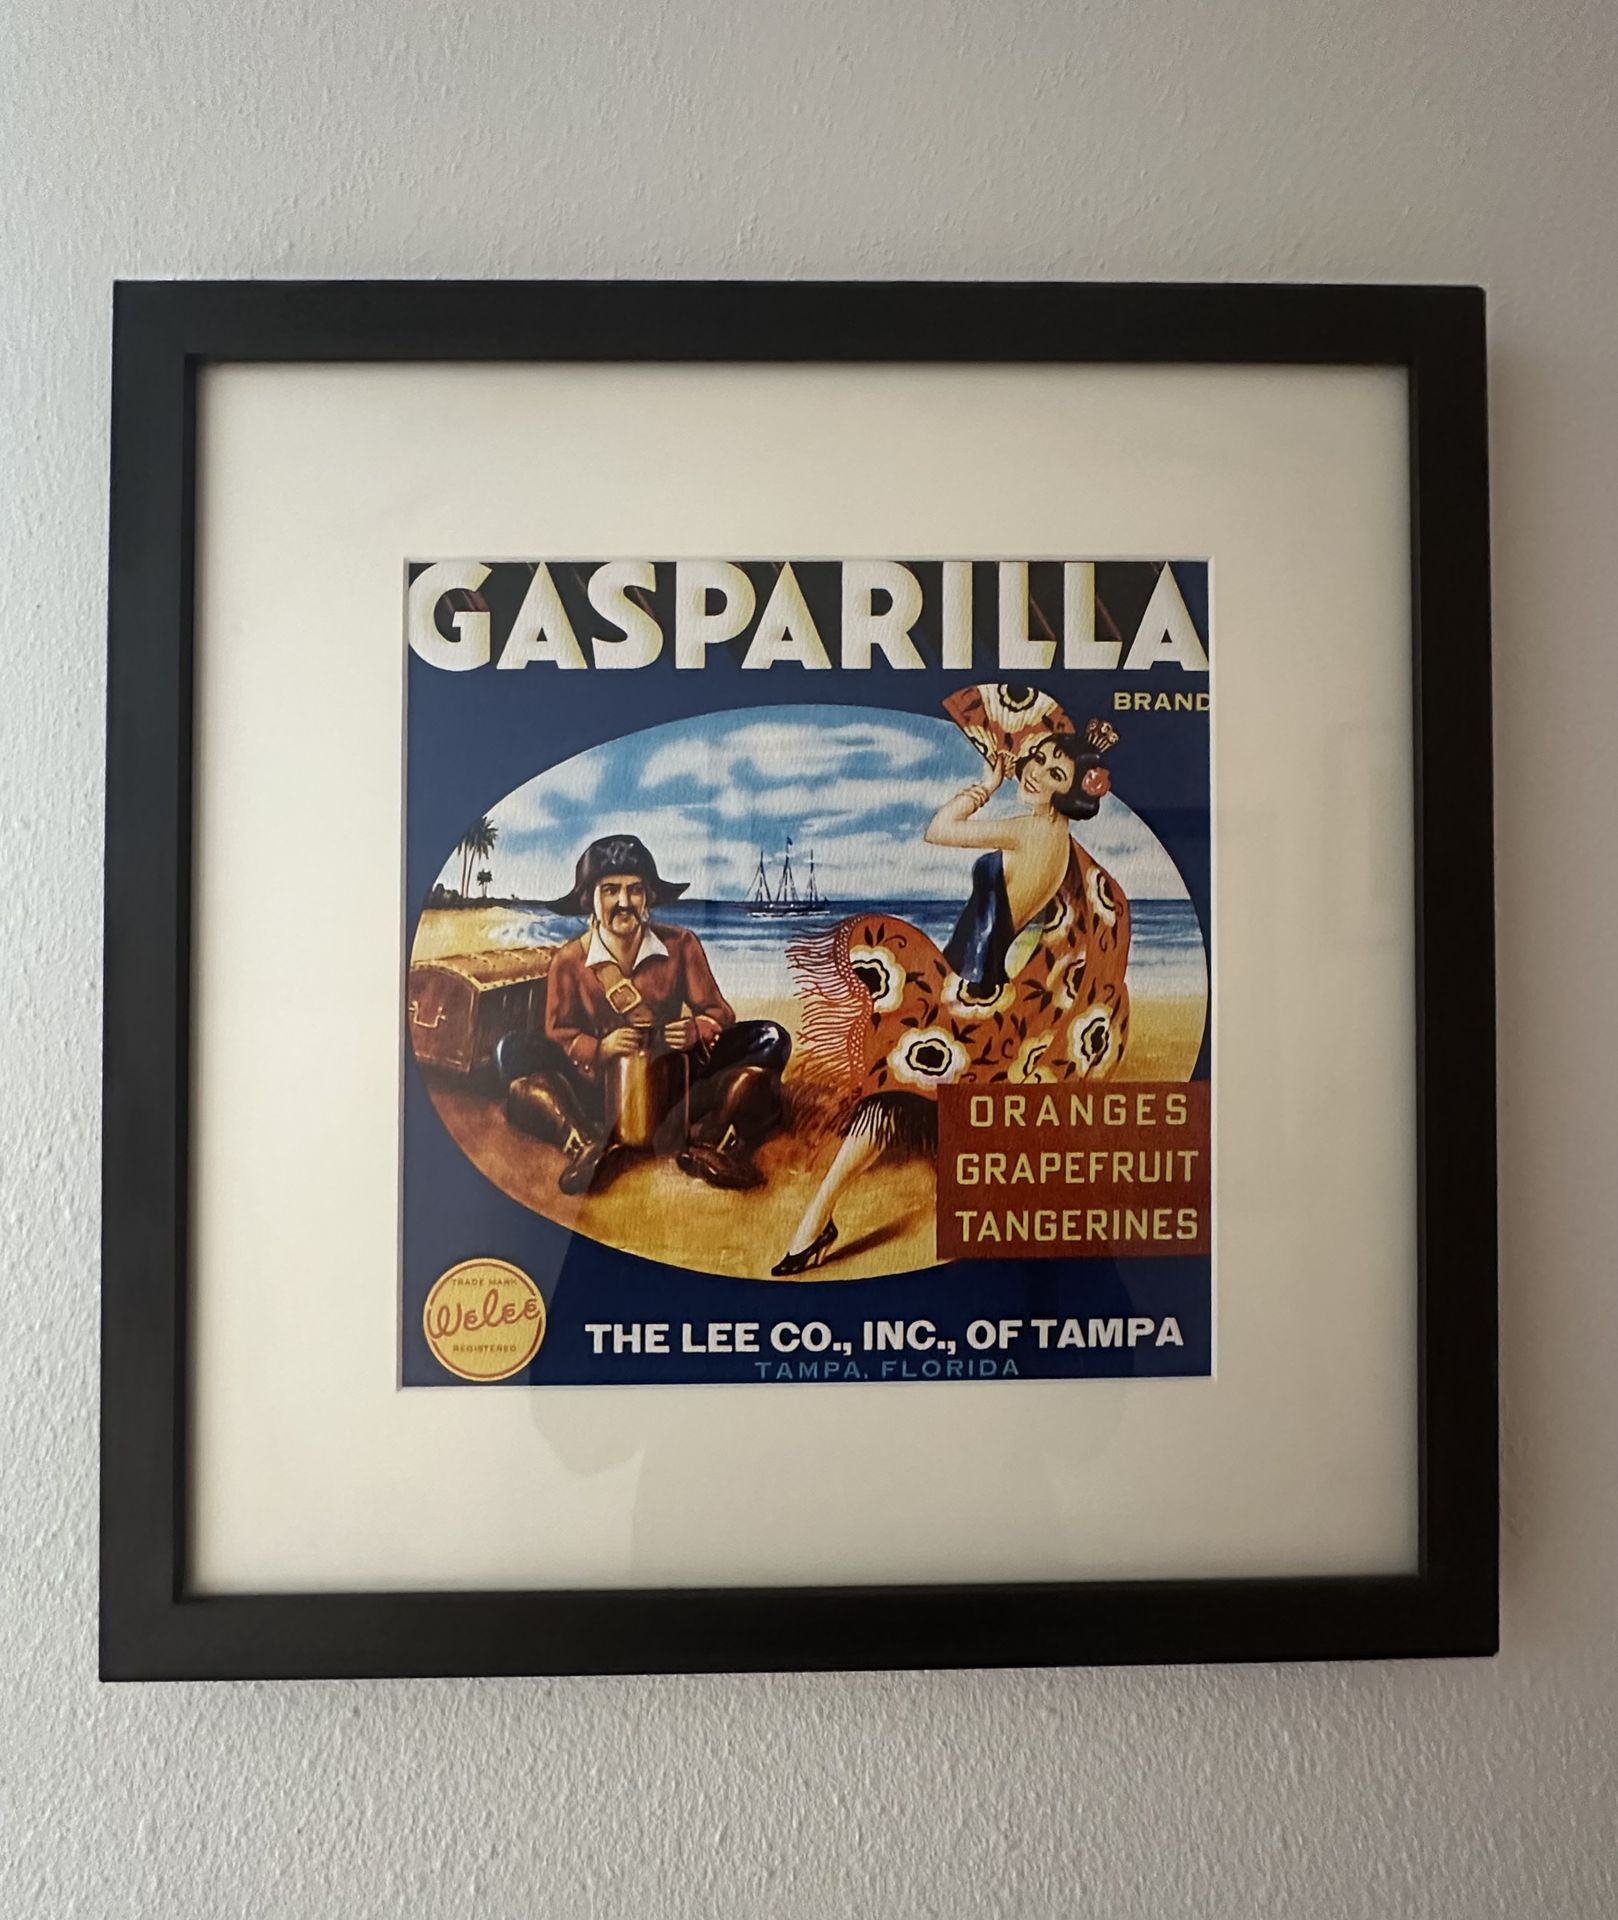 GASPARILLA
BRAND
ORANGES
GRAPEFRUIT
TANGERINES
TRADE MARK
Welee
REGISTERED
THE LEE CO., INC., OF TAMPA
TAMPA, FLORIDA